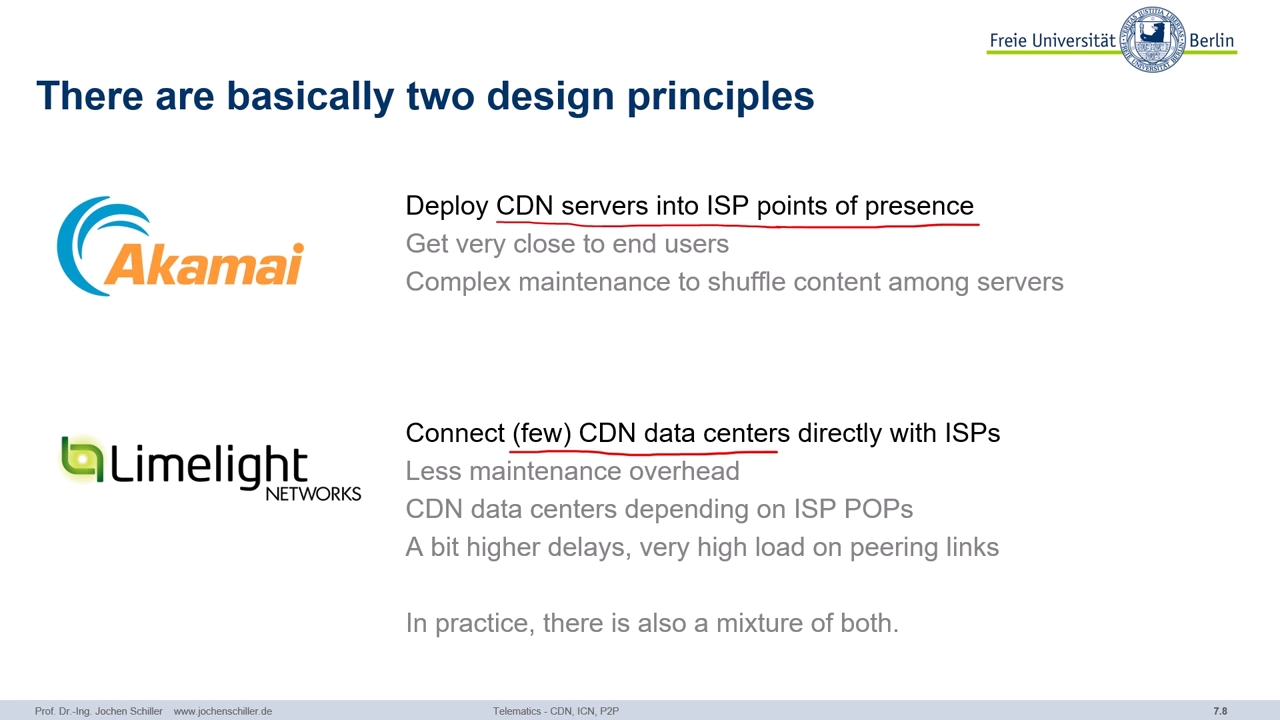 Freie Universität Berlin
There are basically two design principles
Akamai
Deploy CDN servers into ISP points of presence
Get very close to end users
Complex maintenance to shuffle content among servers
Limelight
NETWORKS
Connect (few) CDN data centers directly with ISPs
Less maintenance overhead
CDN data centers depending on ISP POPs
A bit higher delays, very high load on peering links
In practice, there is also a mixture of both.
Prof. Dr.-Ing. Jochen Schiller www.jochenschiller.de Telematics - CDN, ICN, P2P 7.8